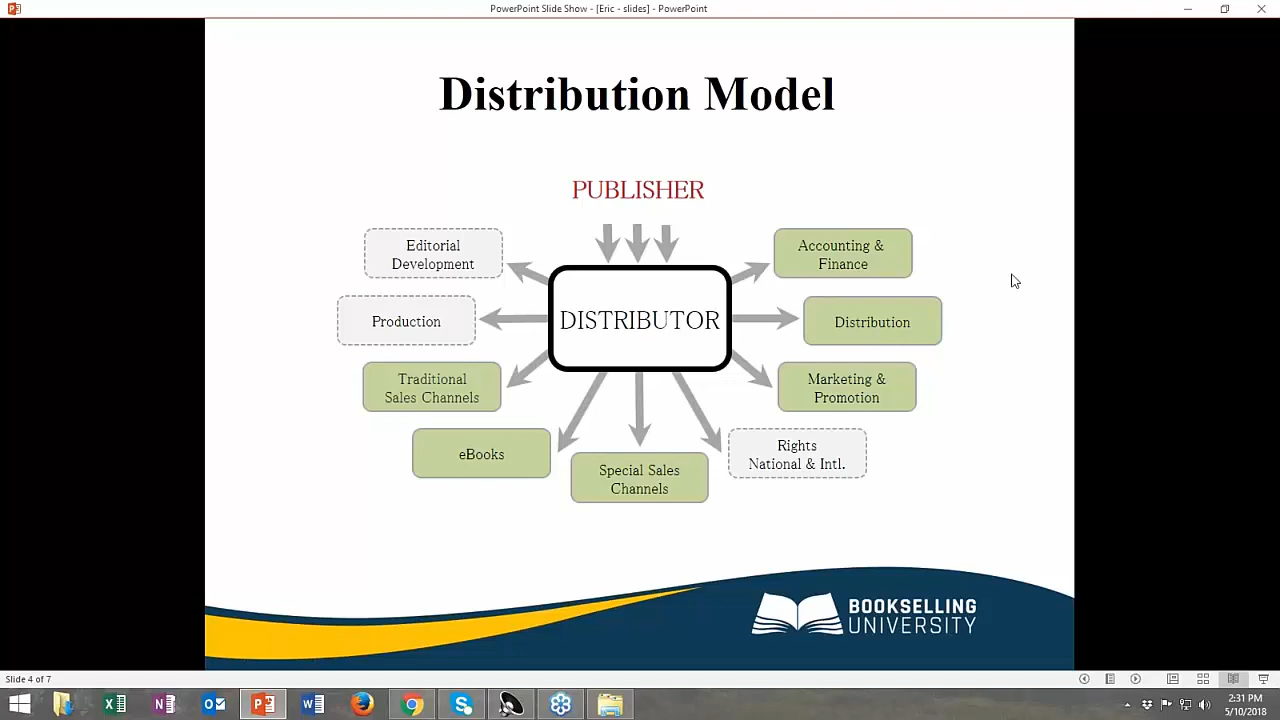 PowerPoint Slide Show - [Eric - slides] - PowerPoint
Distribution Model
PUBLISHER
Editorial
Development
Accounting &
Finance
DISTRIBUTOR
Production
Distribution
Traditional
Sales Channels
Marketing &
Promotion
eBooks
Special Sales
Channels
Rights
National & Intl.
BOOKSELLING
UNIVERSITY
Slide 4 of 7
2:31 PM
5/10/2018